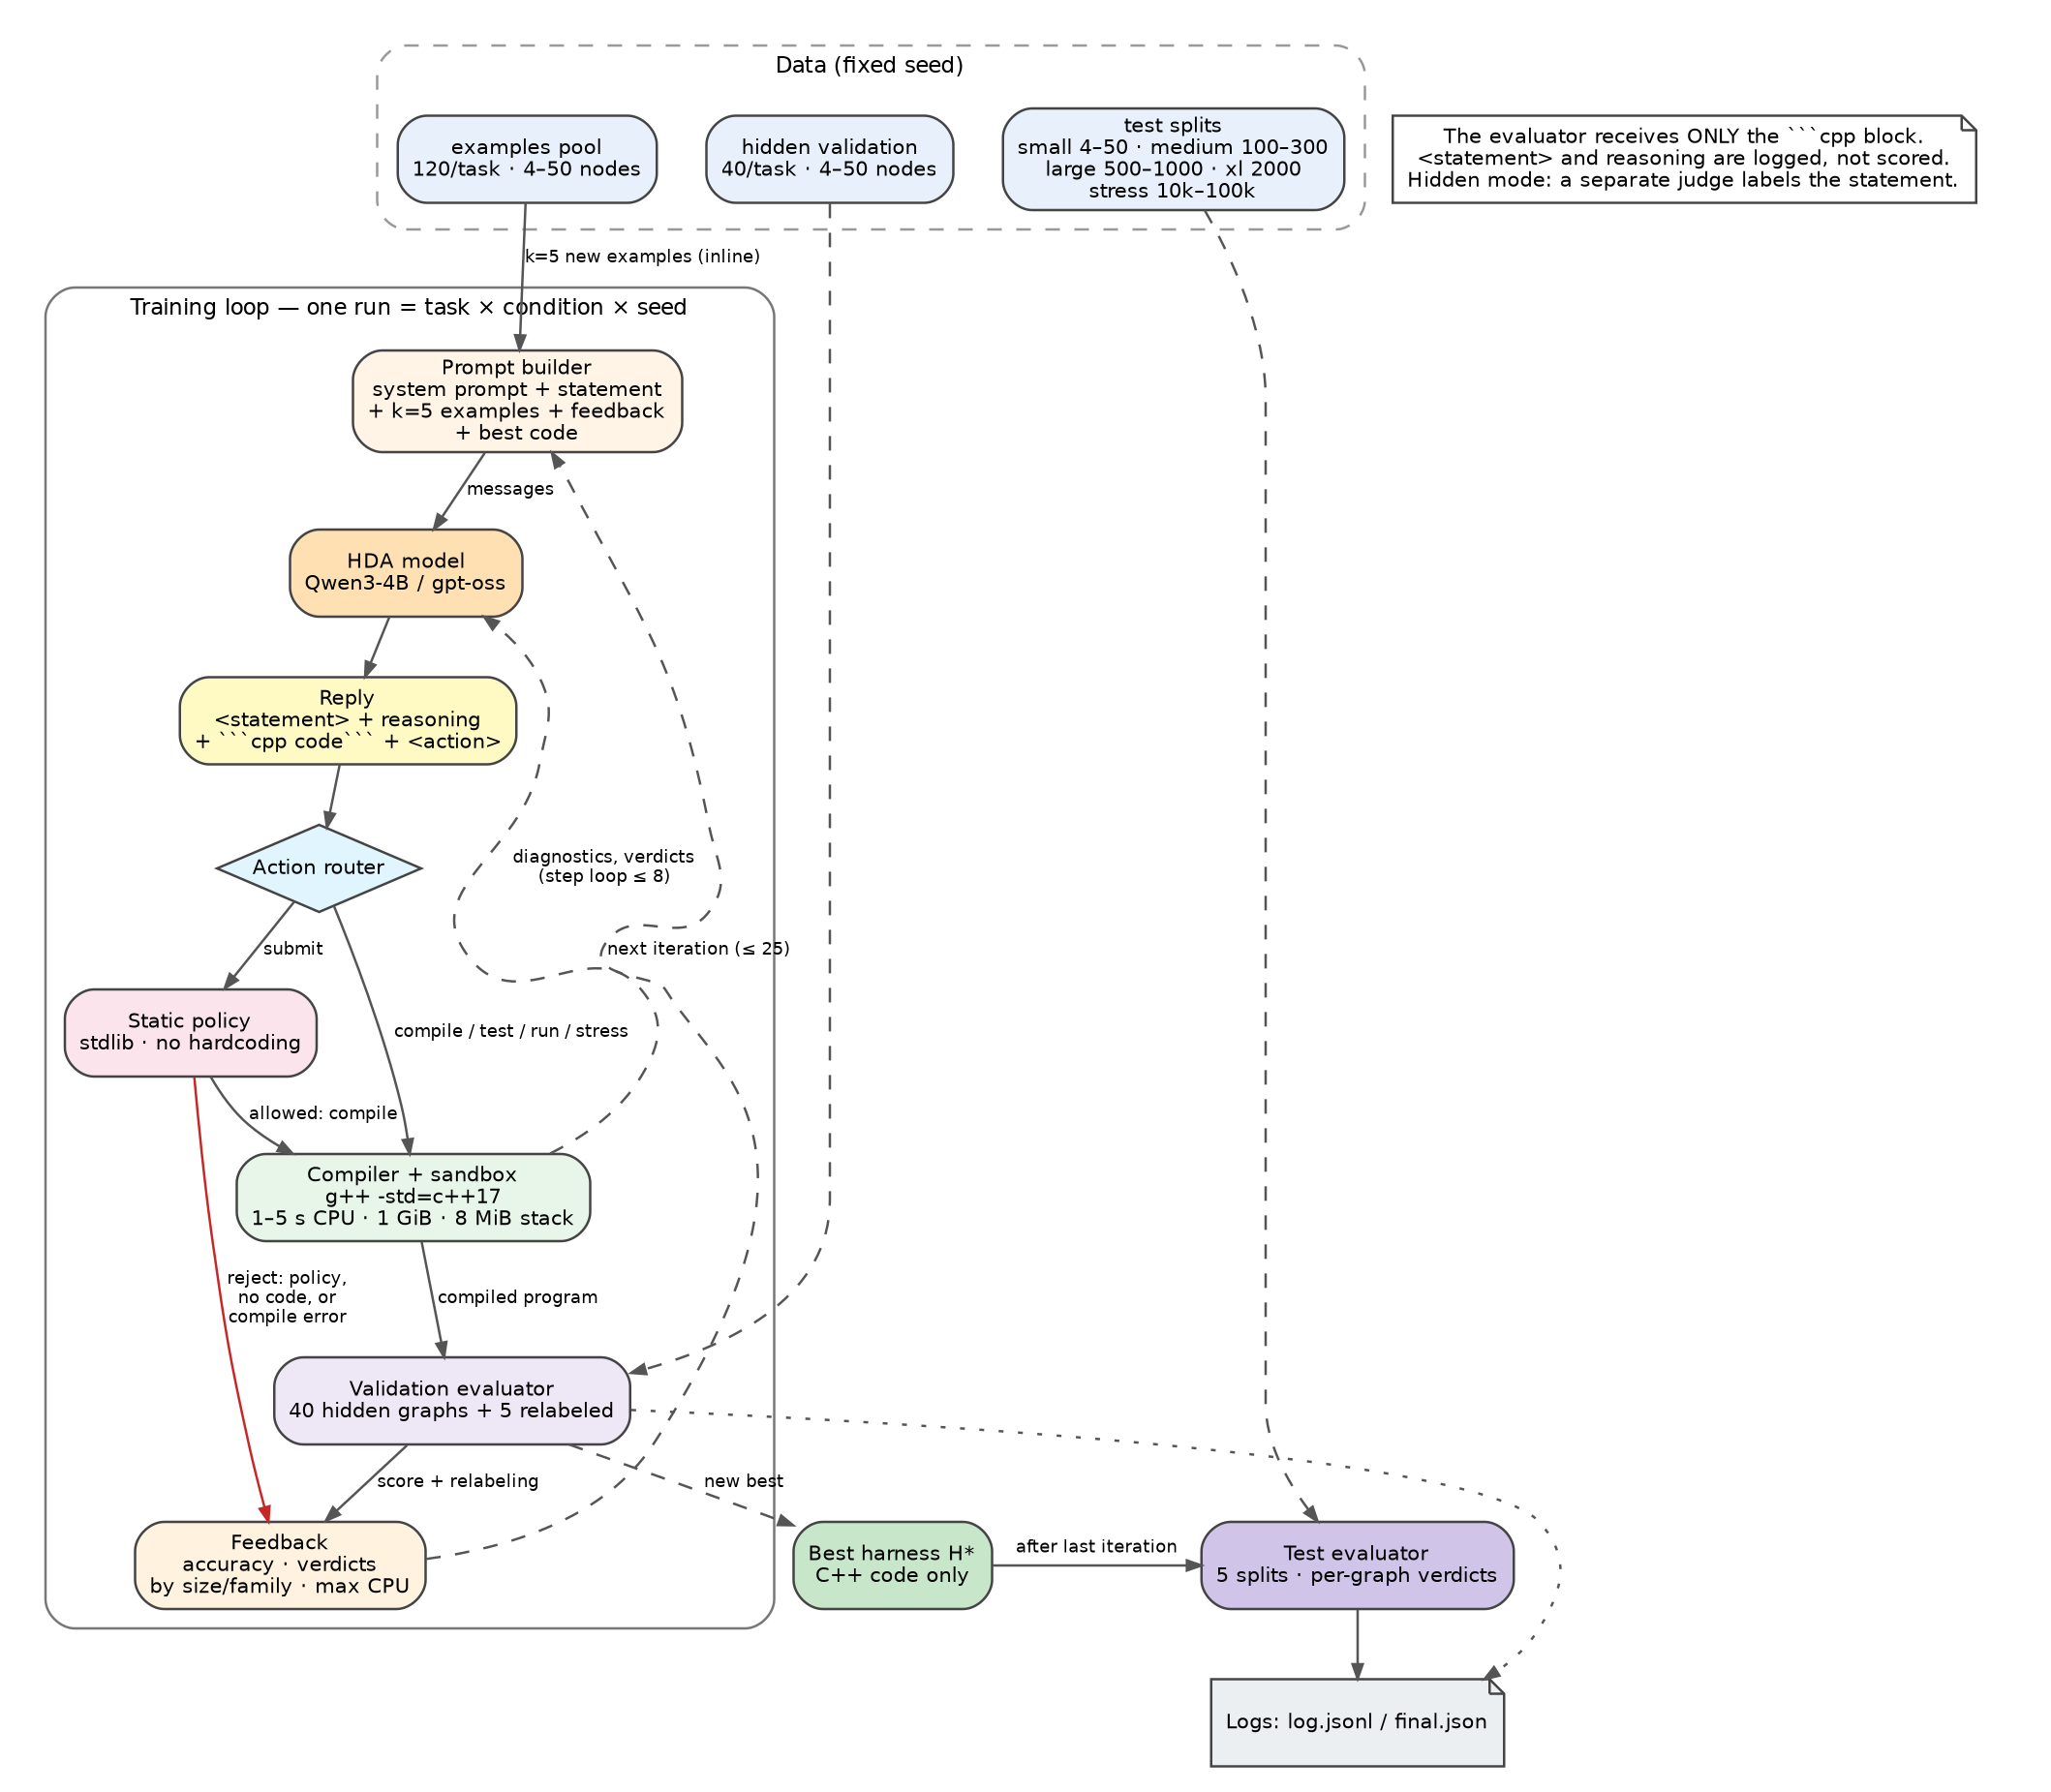 Data (fixed seed)
examples pool
120/task · 4–50 nodes
hidden validation
40/task · 4–50 nodes
test splits
small 4–50 · medium 100–300
large 500–1000 · xl 2000
stress 10k–100k
The evaluator receives ONLY the ```cpp block.
<statement> and reasoning are logged, not scored.
Hidden mode: a separate judge labels the statement.
k=5 new examples (inline)
Training loop — one run = task × condition × seed
Prompt builder
system prompt + statement
+ k=5 examples + feedback
+ best code
messages
HDA model
Qwen3-4B / gpt-oss
Reply
<statement> + reasoning
+ ```cpp code``` + <action>
Action router
diagnostics, verdicts
(step loop ≤ 8)
submit
next iteration (≤ 25)
Static policy
stdlib · no hardcoding
compile / test / run / stress
allowed: compile
Compiler + sandbox
g++ -std=c++17
1–5 s CPU · 1 GiB · 8 MiB stack
reject: policy,
no code, or
compile error
compiled program
Validation evaluator
40 hidden graphs + 5 relabeled
score + relabeling
new best
Feedback
accuracy · verdicts
by size/family · max CPU
Best harness H*
C++ code only
after last iteration
Test evaluator
5 splits · per-graph verdicts
Logs: log.jsonl / final.json